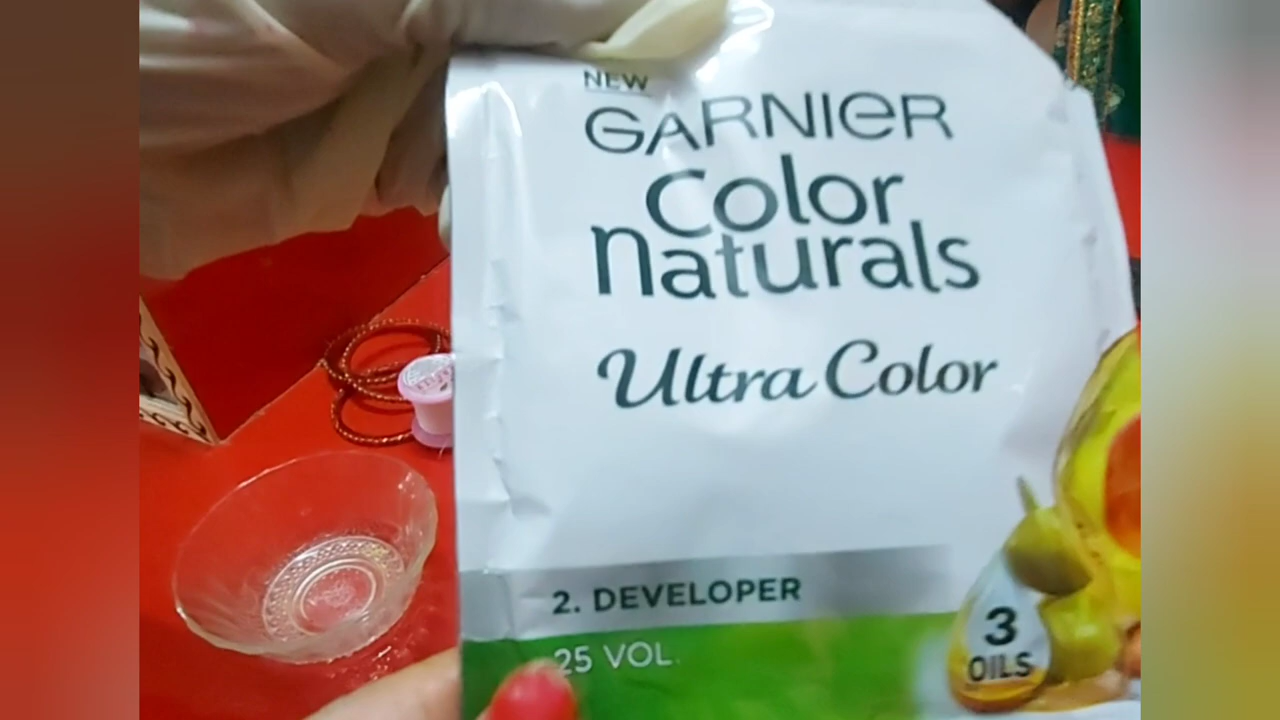 NEW
GARNIER
Color
Naturals
Ultra Color
2. DEVELOPER
25 VOL
3
OILS